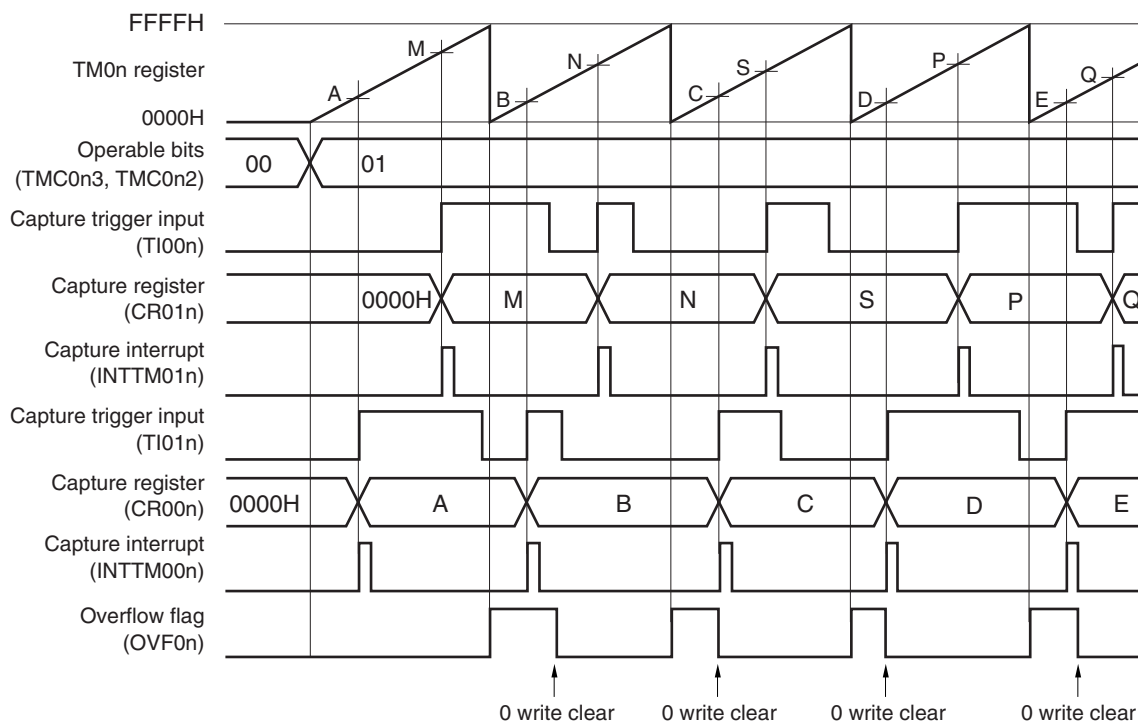 FFFFH
TM0n register
0000H
A M B N C S D P E Q
Operable bits
(TMC0n3, TMC0n2)
00 01
Capture trigger input
(TI00n)
Capture register
(CR01n)
0000H M N S P Q
Capture interrupt
(INTTM01n)
Capture trigger input
(TI01n)
Capture register
(CR00n)
0000H A B C D E
Capture interrupt
(INTTM00n)
Overflow flag
(OVF0n)
0 write clear 0 write clear 0 write clear 0 write clear